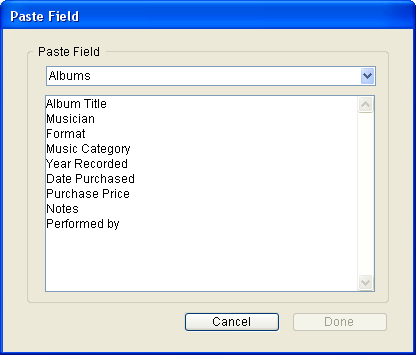 Paste Field
Paste Field
Albums
Album Title
Musician
Format
Music Category
Year Recorded
Date Purchased
Purchase Price
Notes
Performed by
Cancel
Done